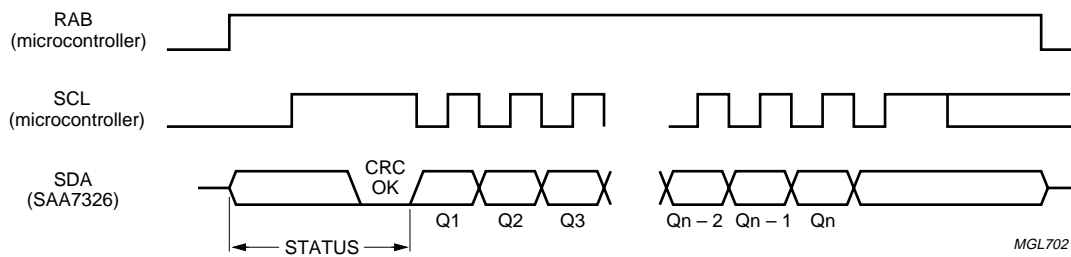 RAB
(microcontroller)
SCL
(microcontroller)
SDA
(SAA7326)
CRC
OK
Q1
Q2
Q3
Qn – 2
Qn – 1
Qn
STATUS
MGL702